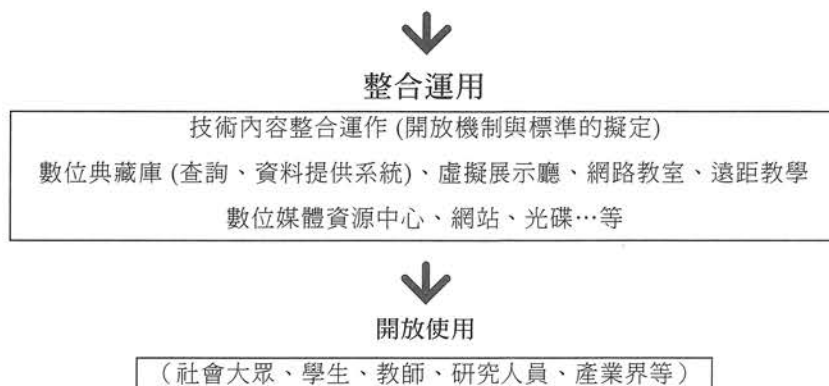 整合運用
技術內容整合運作 (開放機制與標準的擬定)
數位典藏庫 (查詢、資料提供系統)、虛擬展示廳、網路教室、遠距教學
數位媒體資源中心、網站、光碟…等
開放使用
（社會大眾、學生、教師、研究人員、產業界等）